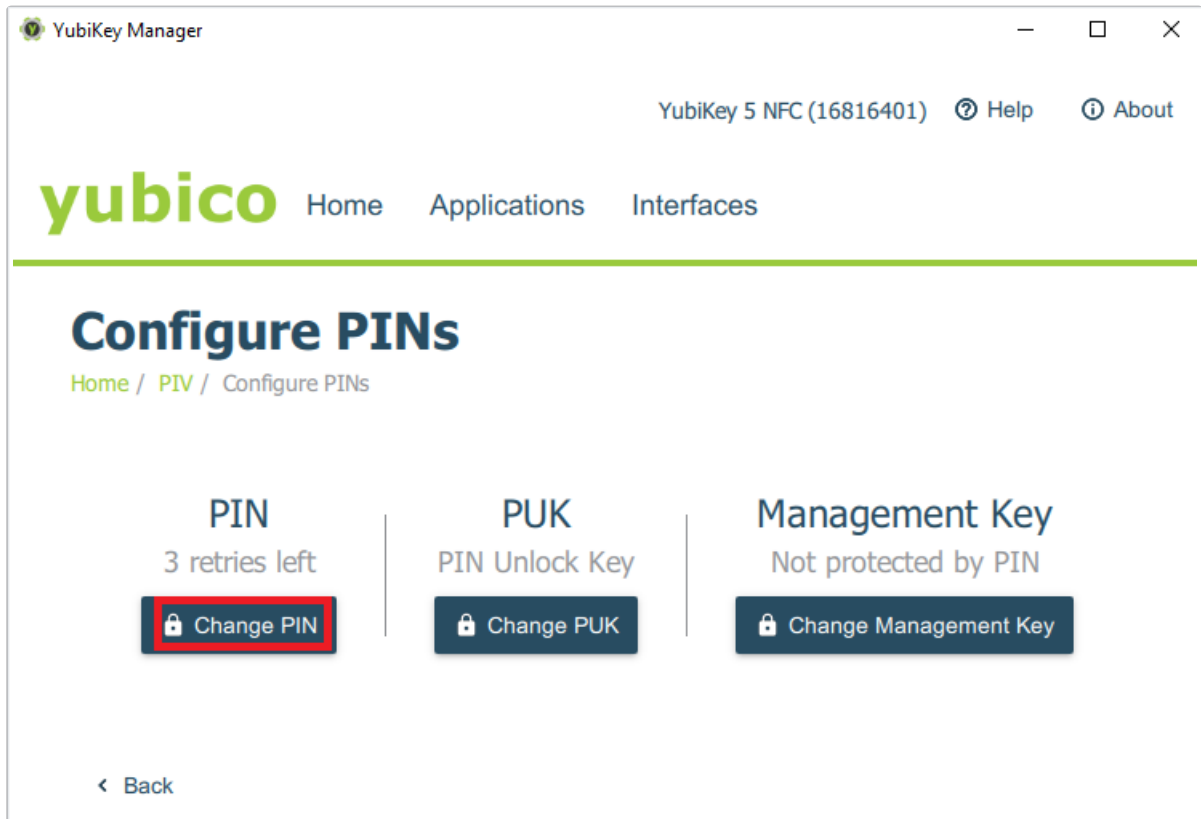 YubiKey Manager
YubiKey 5 NFC (16816401) Help About
yubico Home Applications Interfaces
Configure PINs
Home / PIV / Configure PINs
PIN PUK Management Key
3 retries left PIN Unlock Key Not protected by PIN
Change PIN Change PUK Change Management Key
Back